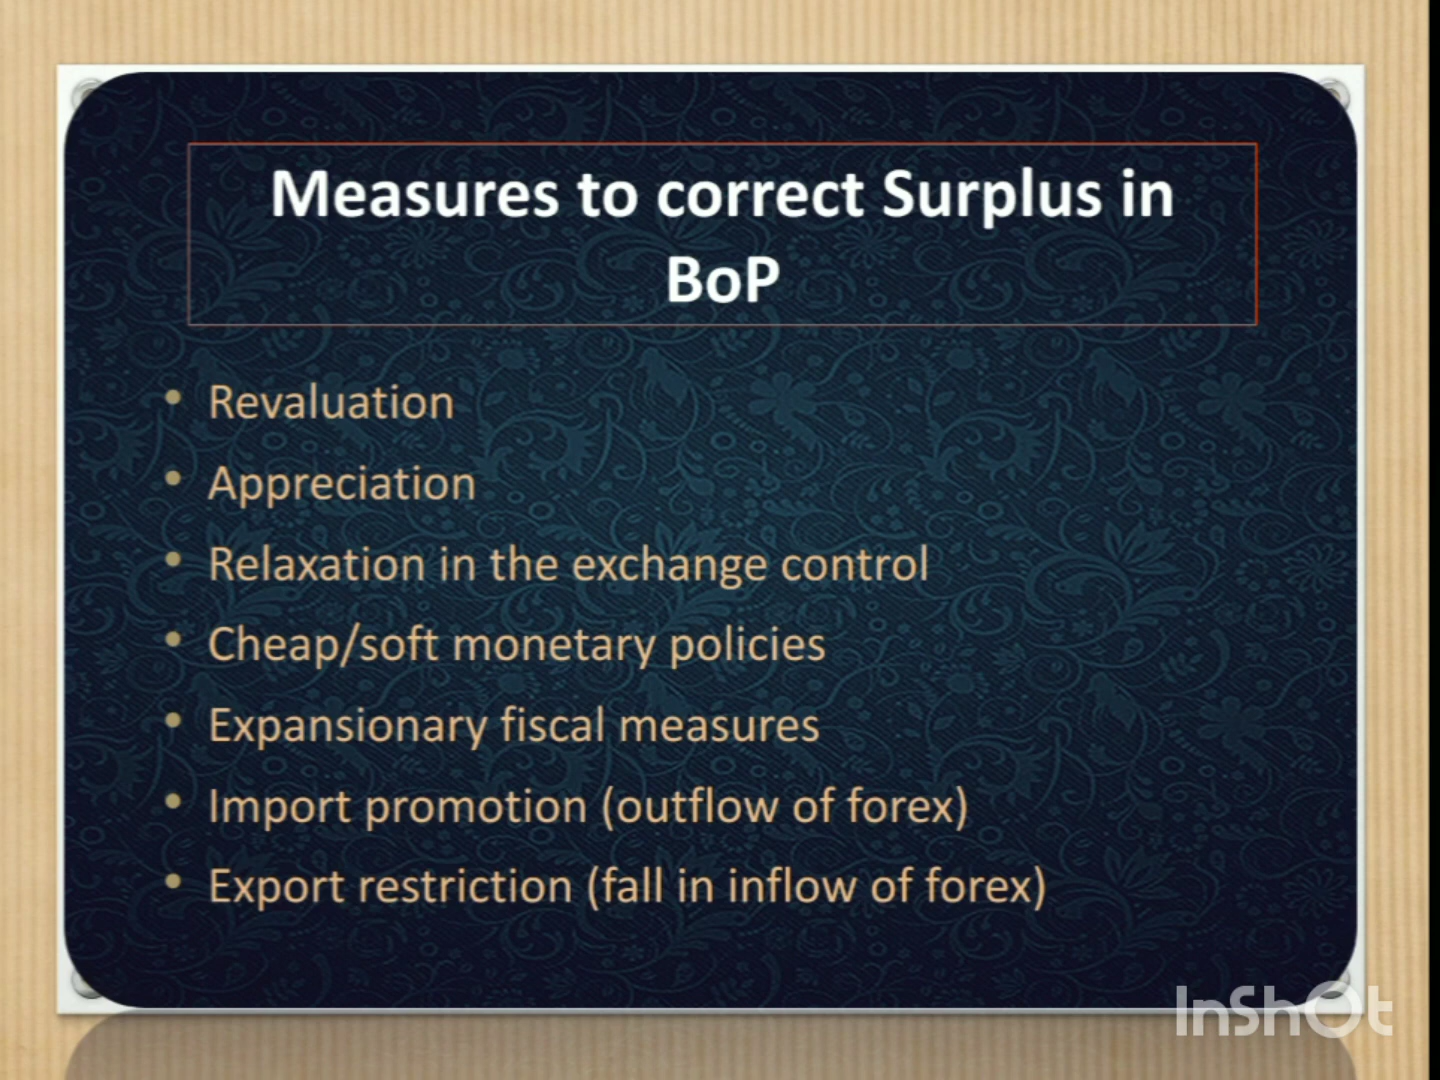 Measures to correct Surplus in
BoP
• Revaluation
• Appreciation
• Relaxation in the exchange control
• Cheap/soft monetary policies
• Expansionary fiscal measures
• Import promotion (outflow of forex)
• Export restriction (fall in inflow of forex)
InShOt